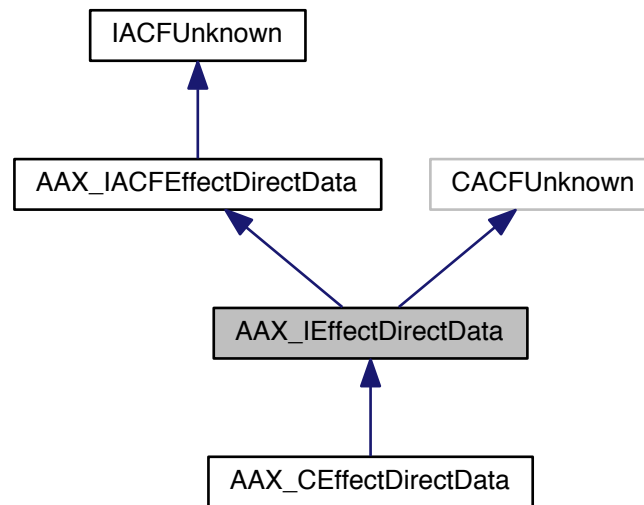 IACFUnknown
AAX_IACFEffectDirectData
CACFUnknown
AAX_IEffectDirectData
AAX_CEffectDirectData